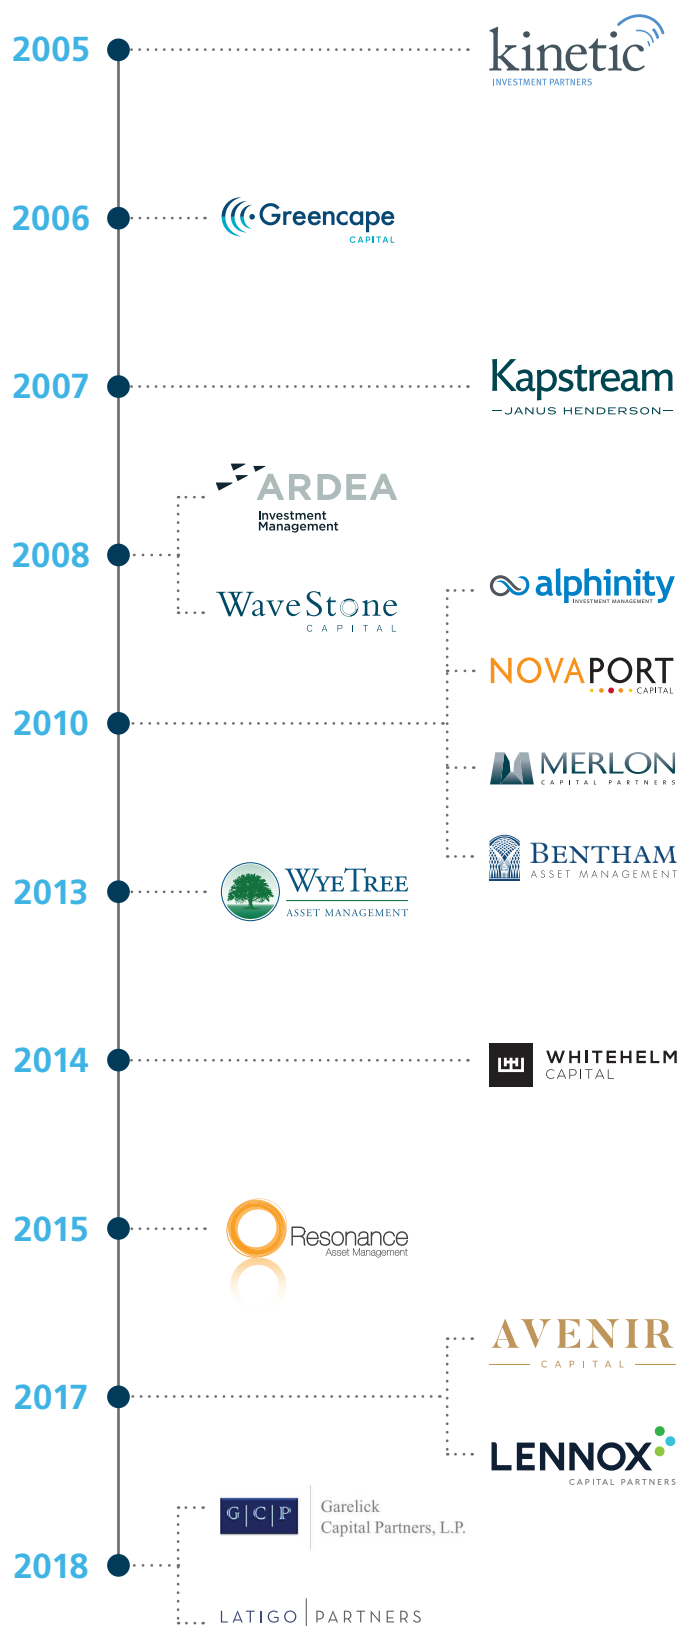 2005
kinetic
INVESTMENT PARTNERS
2006
Greencape
CAPITAL
2007
Kapstream
JANUS HENDERSON
2008
ARDEA
Investment
Management
WaveStone
CAPITAL
2010
alphinity
INVESTMENT MANAGEMENT
NOVAPORT
CAPITAL
MERLON
CAPITAL PARTNERS
BENTHAM
ASSET MANAGEMENT
2013
WYETREE
ASSET MANAGEMENT
2014
WHITEHELM
CAPITAL
2015
Resonance
Asset Management
2017
AVENIR
CAPITAL
LENNOX
CAPITAL PARTNERS
2018
G|C|P
Garelick
Capital Partners, L.P.
LATIGO | PARTNERS